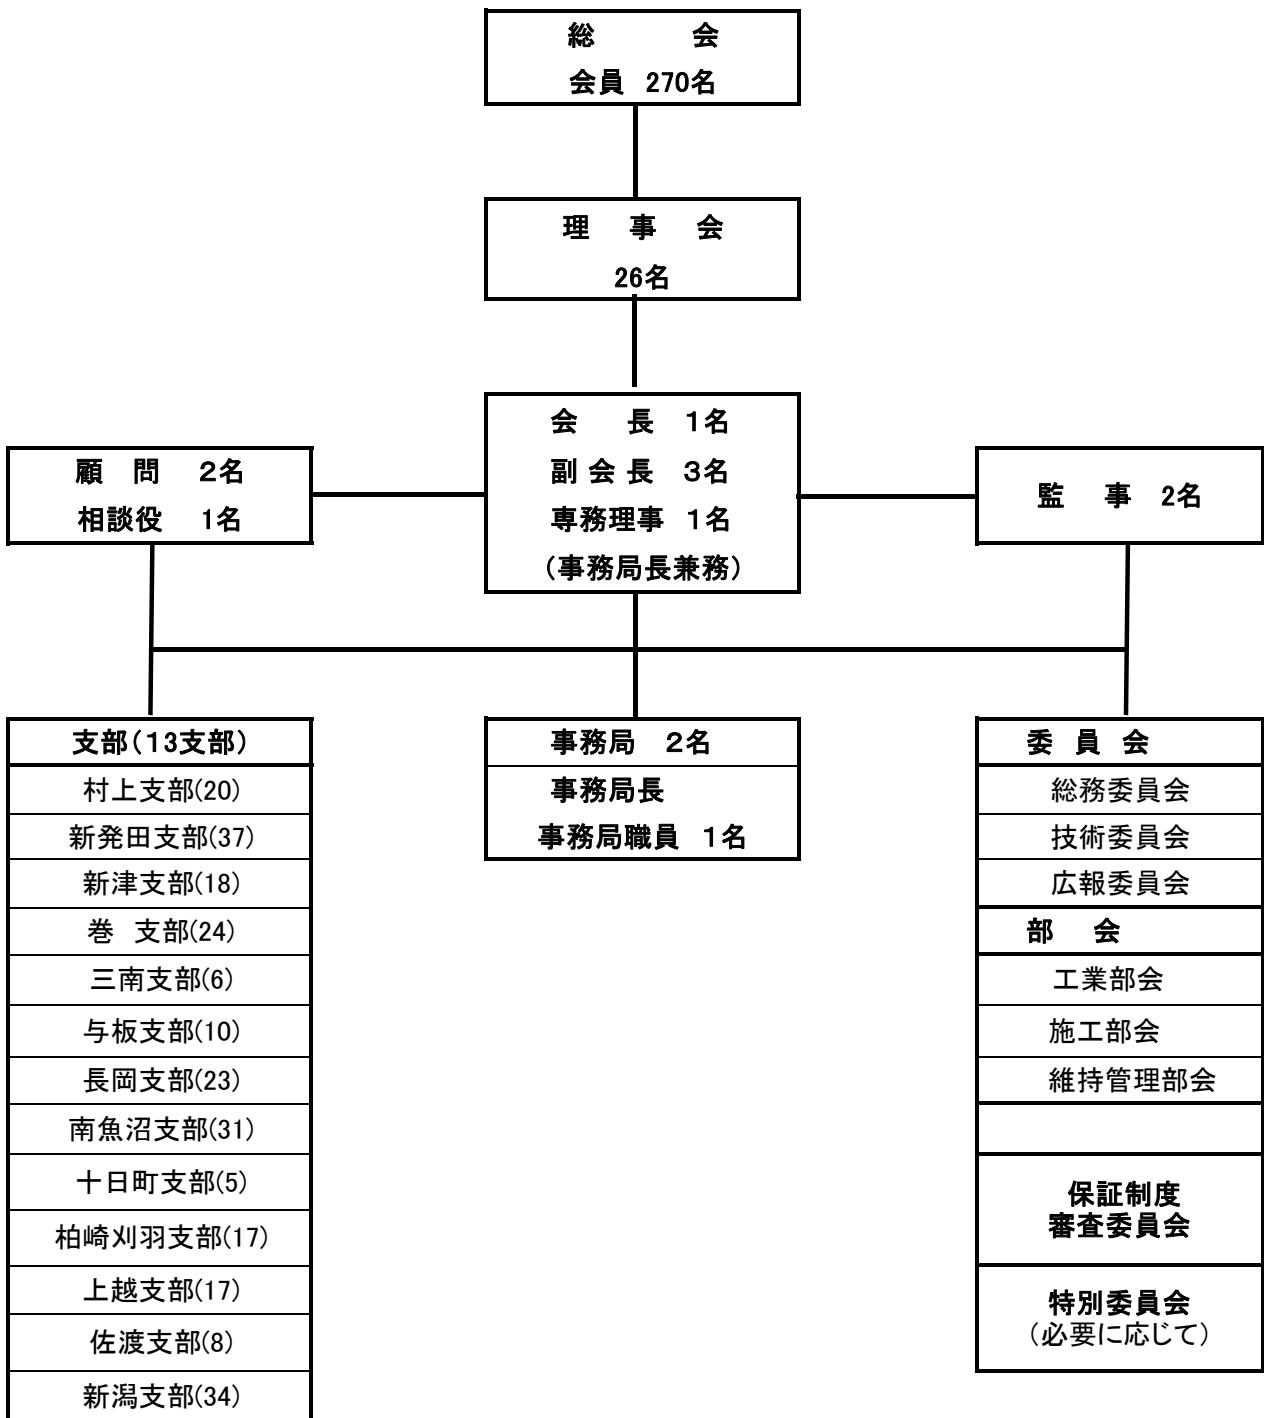 総　会
会員 270名
理 事 会
26名
会　長 1名
副 会 長 3名
専務理事 1名
（事務局長兼務）
顧 問 2名
相談役 1名
監 事 2名
支部（13支部）
村上支部(20)
新発田支部(37)
新津支部(18)
巻 支部(24)
三南支部(6)
与板支部(10)
長岡支部(23)
南魚沼支部(31)
十日町支部(5)
柏崎刈羽支部(17)
上越支部(17)
佐渡支部(8)
新潟支部(34)
事務局 2名
事務局長
事務局職員 1名
委 員 会
総務委員会
技術委員会
広報委員会
部 会
工業部会
施工部会
維持管理部会
保証制度
審査委員会
特別委員会
（必要に応じて）